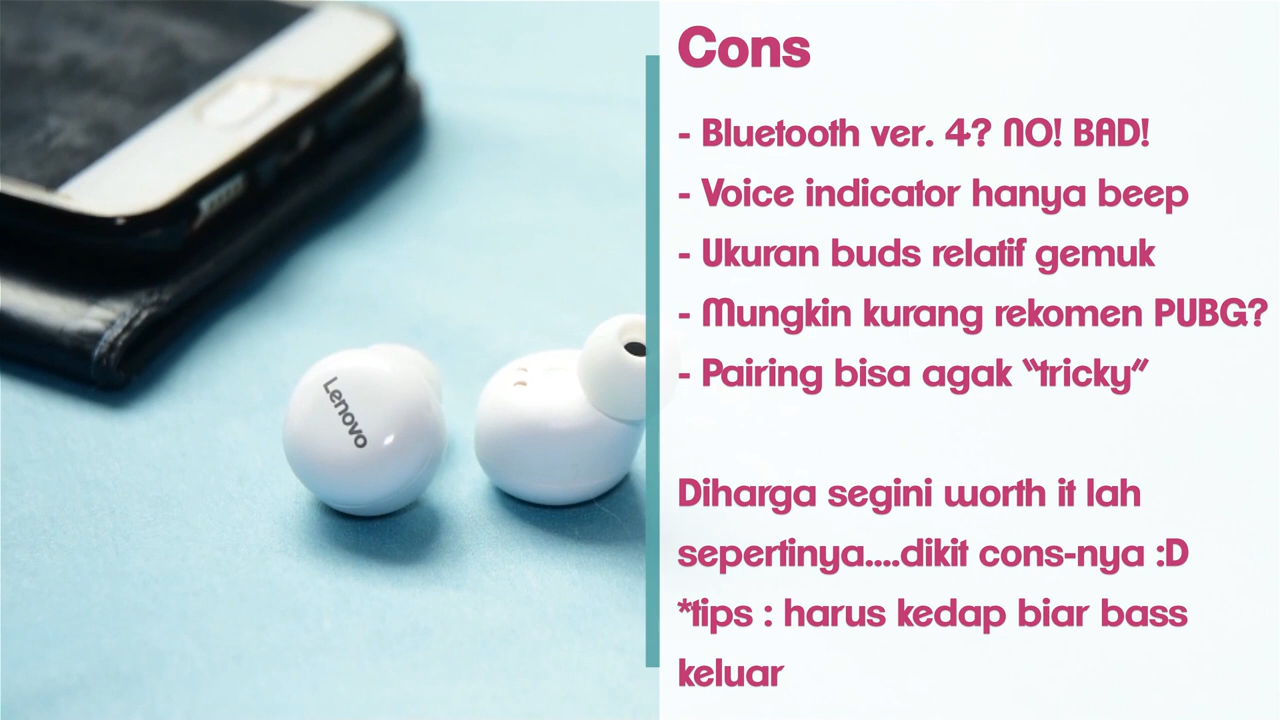 Cons
- Bluetooth ver. 4? NO! BAD!
- Voice indicator hanya beep
- Ukuran buds relatif gemuk
- Mungkin kurang rekomen PUBG?
- Pairing bisa agak "tricky"
Diharga segini worth it lah
sepertinya....dikit cons-nya :D
*tips : harus kedap biar bass
keluar
Lenovo